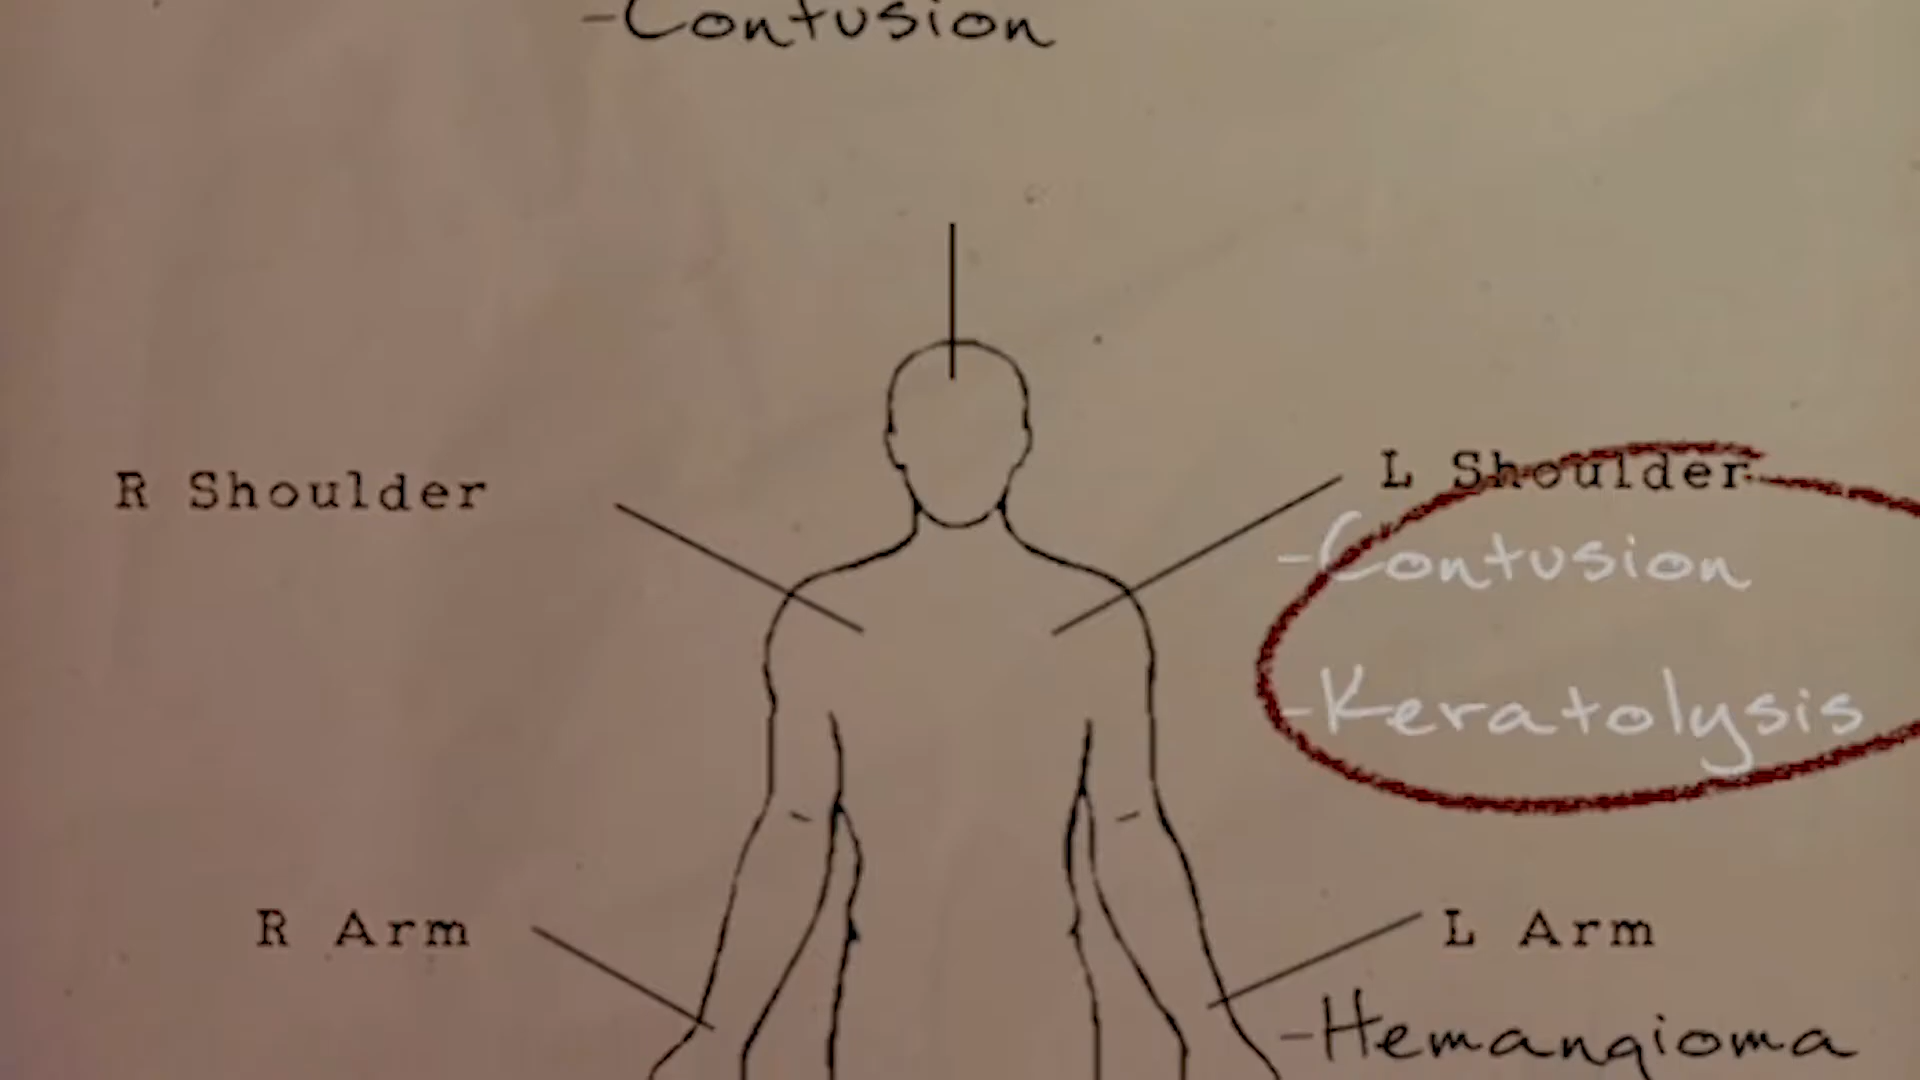 -Contusion
R Shoulder
L Shoulder
-Contusion
-Keratolysis
R Arm
L Arm
-Hemangioma